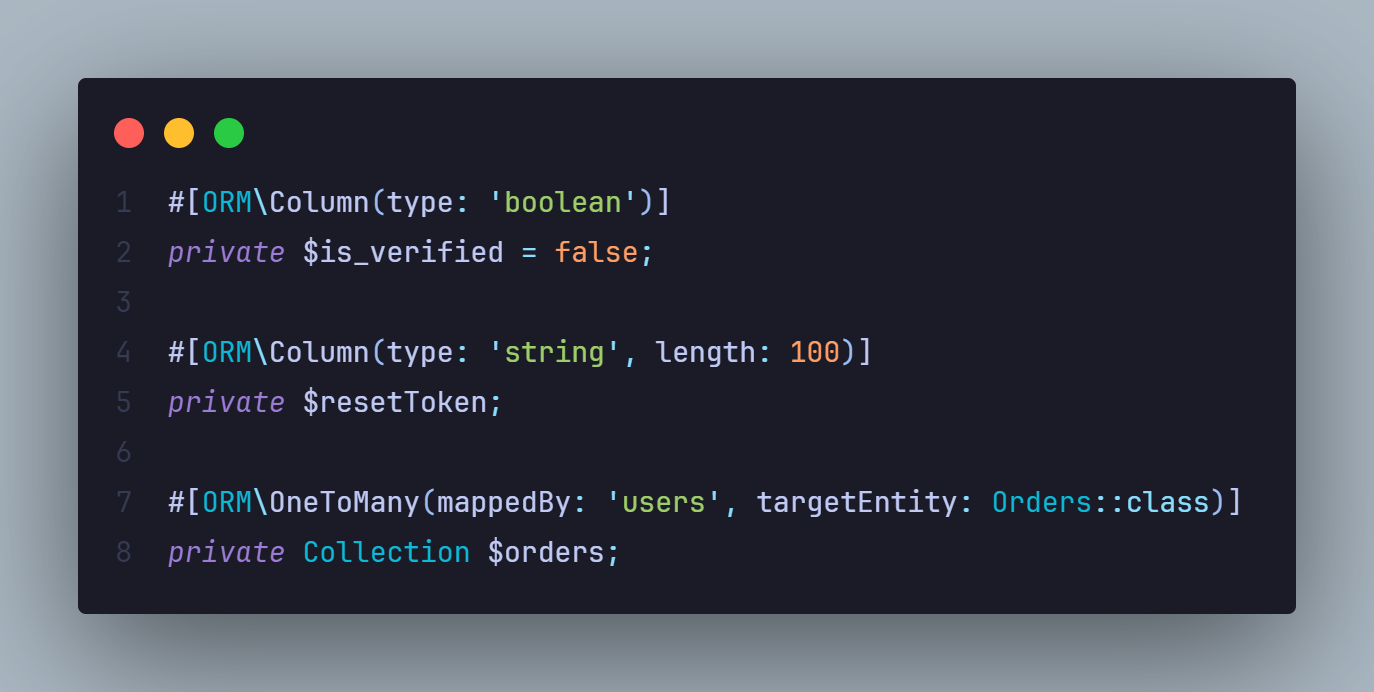 1 #[ORM\Column(type: 'boolean')]
2 private $is_verified = false;
3
4 #[ORM\Column(type: 'string', length: 100)]
5 private $resetToken;
6
7 #[ORM\OneToMany(mappedBy: 'users', targetEntity: Orders::class)]
8 private Collection $orders;